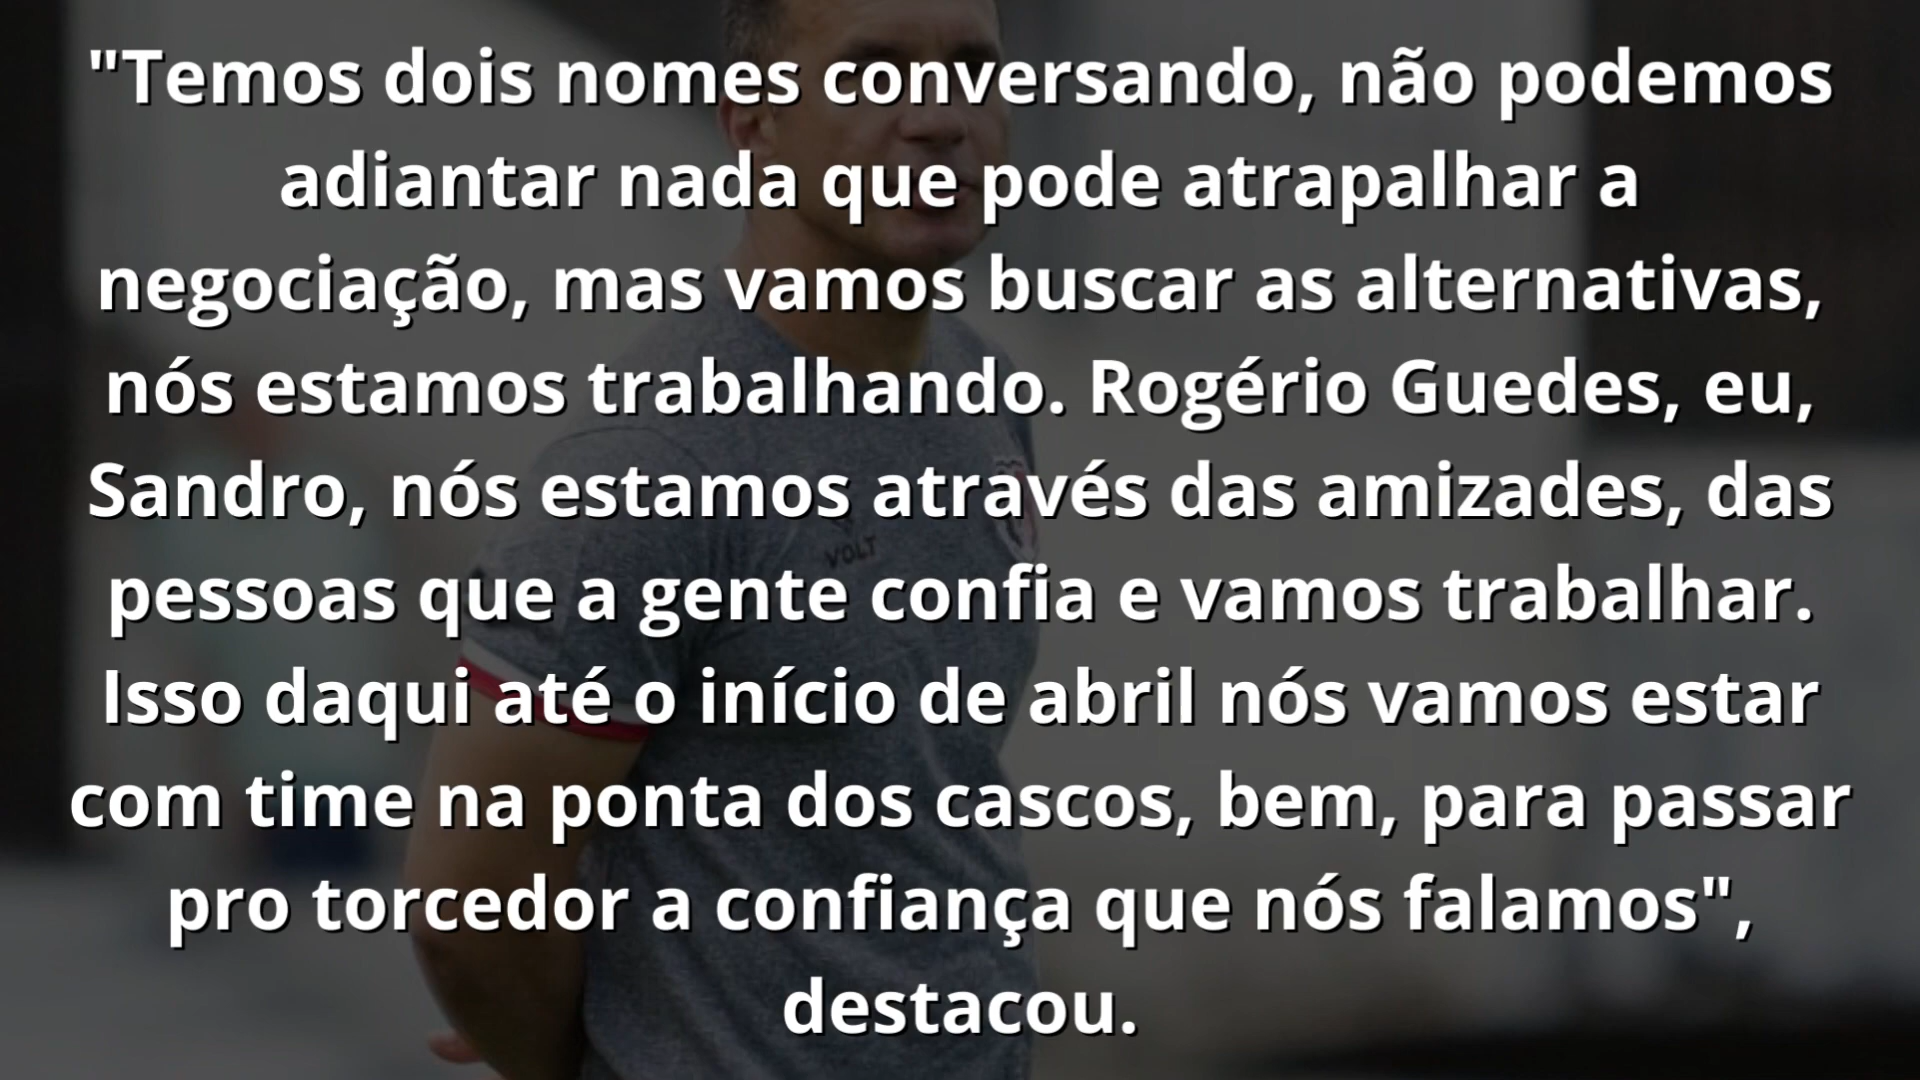 "Temos dois nomes conversando, não podemos
adiantar nada que pode atrapalhar a
negociação, mas vamos buscar as alternativas,
nós estamos trabalhando. Rogério Guedes, eu,
Sandro, nós estamos através das amizades, das
pessoas que a gente confia e vamos trabalhar.
Isso daqui até o início de abril nós vamos estar
com time na ponta dos cascos, bem, para passar
pro torcedor a confiança que nós falamos",
destacou.
VOLT